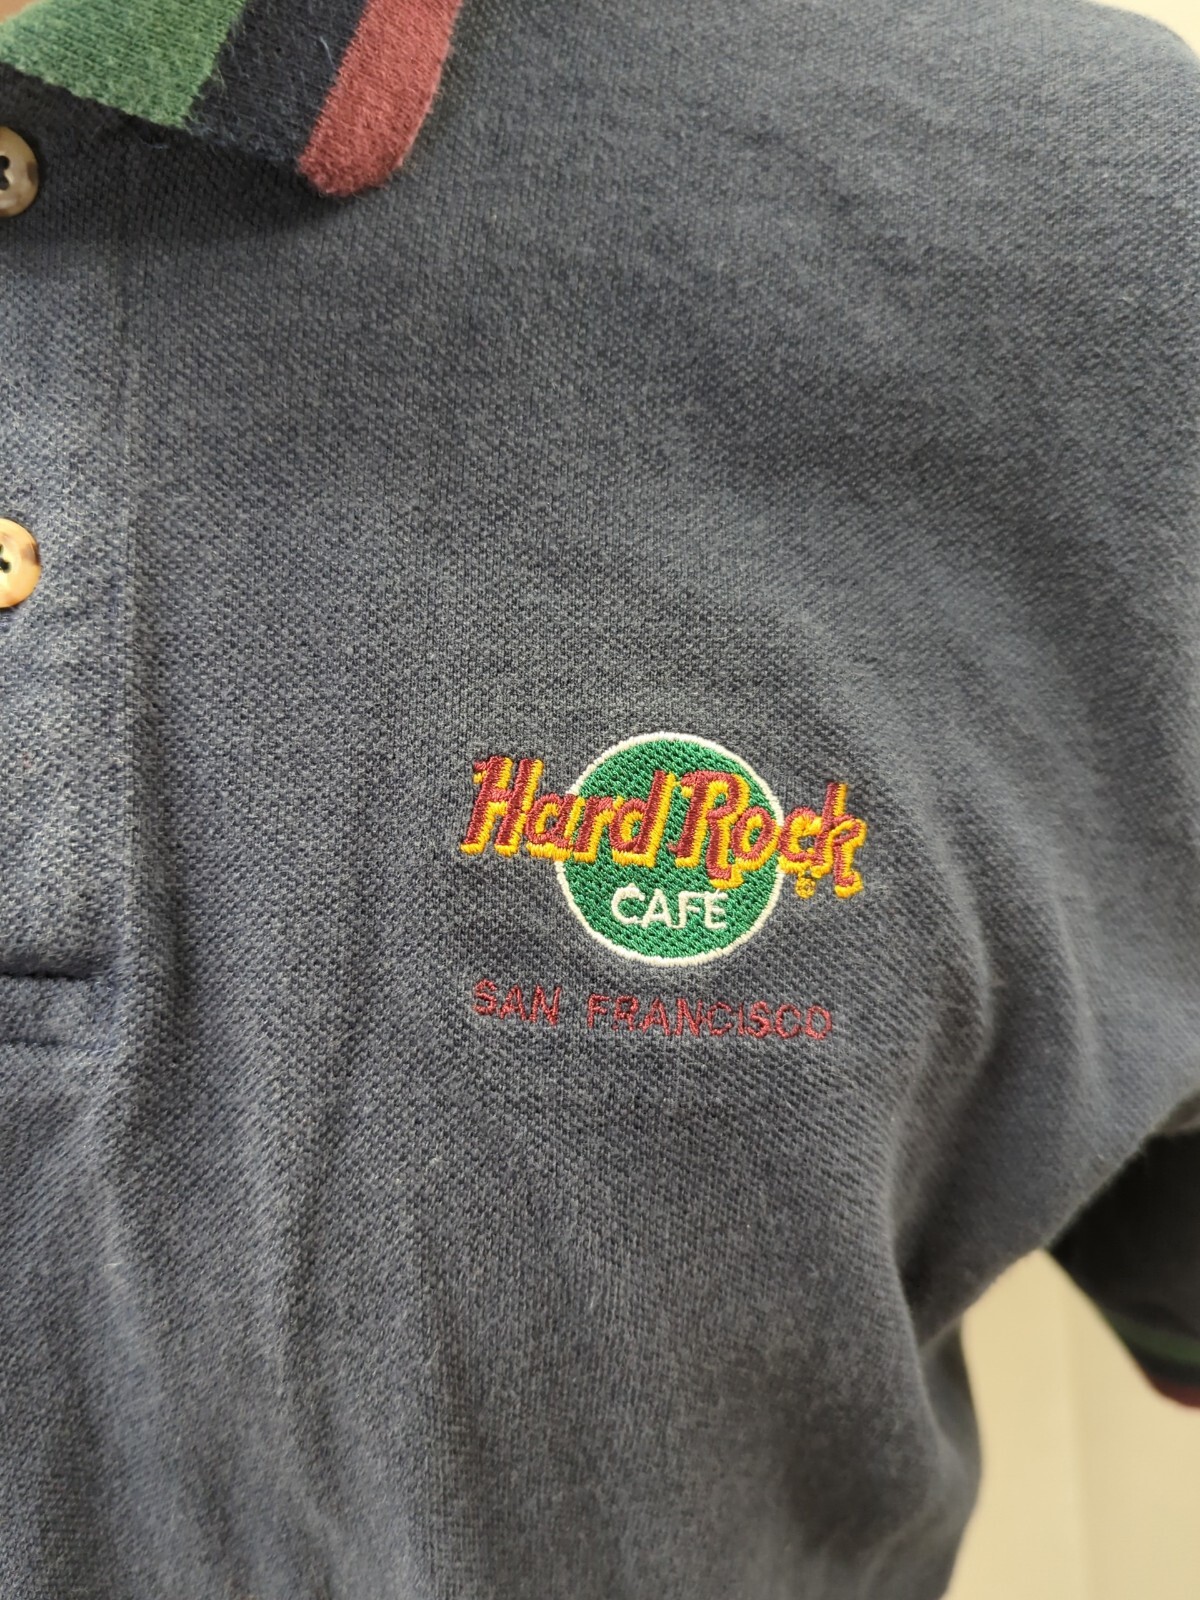 Hard Rock
CAFE
®
SAN FRANCISCO